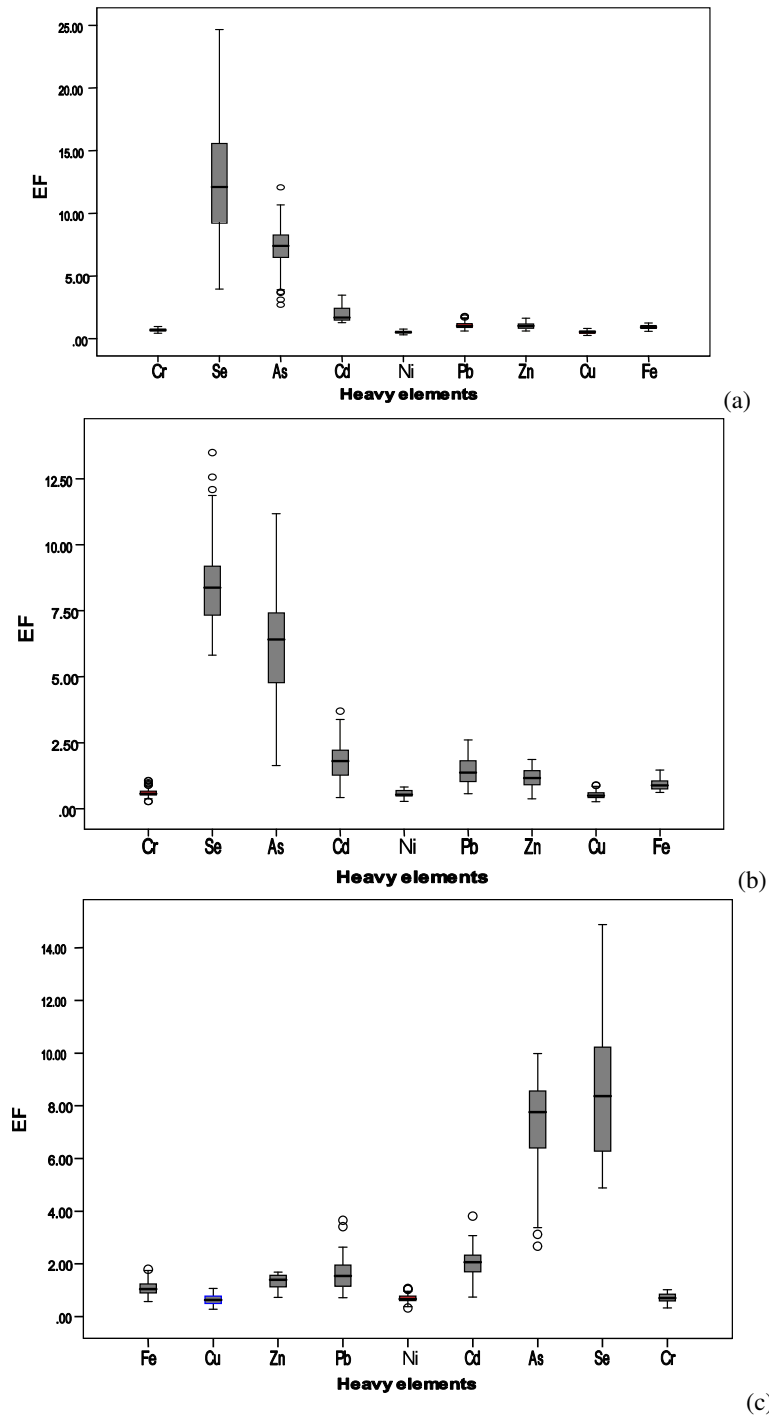 25.00
20.00
15.00
EF
10.00
5.00
.00
Cr Se As Cd Ni Pb Zn Cu Fe
Heavy elements
(a)
12.50
10.00
7.50
EF
5.00
2.50
.00
Cr Se As Cd Ni Pb Zn Cu Fe
Heavy elements
(b)
14.00
12.00
10.00
8.00
EF
6.00
4.00
2.00
.00
Fe Cu Zn Pb Ni Cd As Se Cr
Heavy elements
(c)